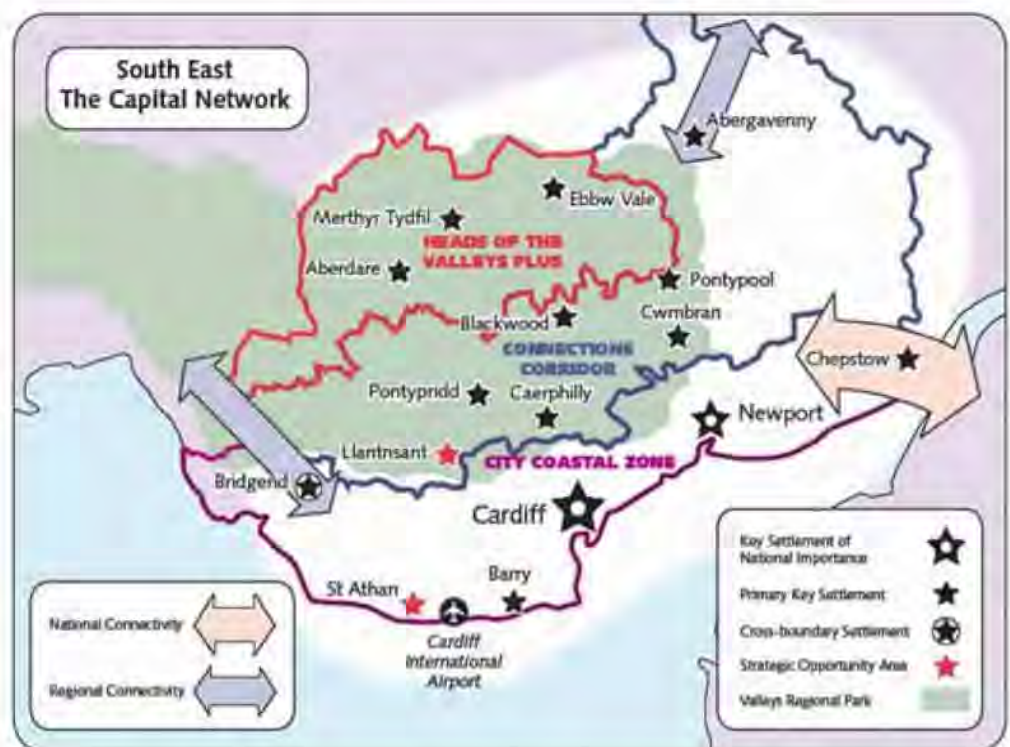 South East
The Capital Network
Abergavenny
Ebbw Vale
Merthyr Tydfil
HEADS OF THE
VALLEYS PLUS
Aberdare
Pontypool
Blackwood
Cwmbran
CONNECTIONS
CORRIDOR
Chepstow
Pontypridd
Caerphilly
Newport
Llantrisant
CITY COASTAL ZONE
Bridgend
Cardiff
St Athan
Barry
Cardiff
International
Airport
National Connectivity
Regional Connectivity
Key Settlement of
National Importance
Primary Key Settlement
Cross-boundary Settlement
Strategic Opportunity Area
Valleys Regional Park